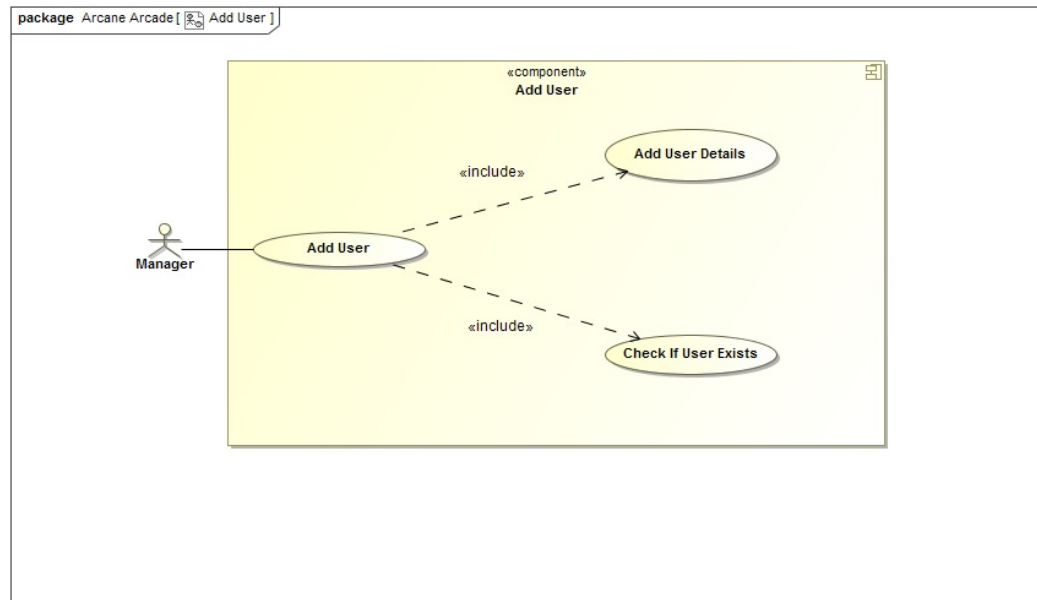 package Arcane Arcade [ Add User ]
«component»
Add User
Add User Details
«include»
Add User
Manager
«include»
Check If User Exists